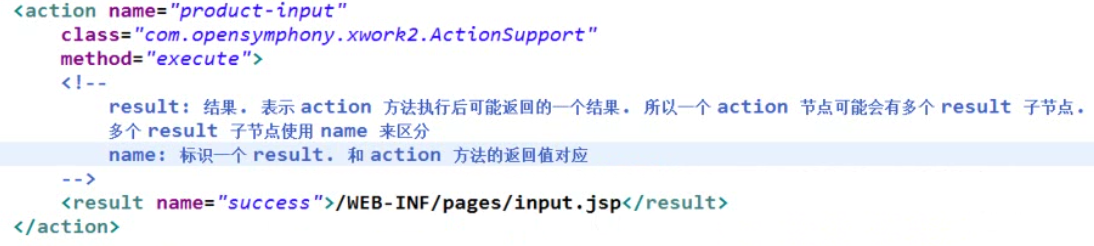 <action name="product-input"
class="com.opensymphony.xwork2.ActionSupport"
method="execute">
<!--
result: 结果. 表示 action 方法执行后可能返回的一个结果. 所以一个 action 节点可能会有多个 result 子节点.
多个 result 子节点使用 name 来区分
name: 标识一个 result. 和 action 方法的返回值对应
-->
<result name="success">/WEB-INF/pages/input.jsp</result>
</action>